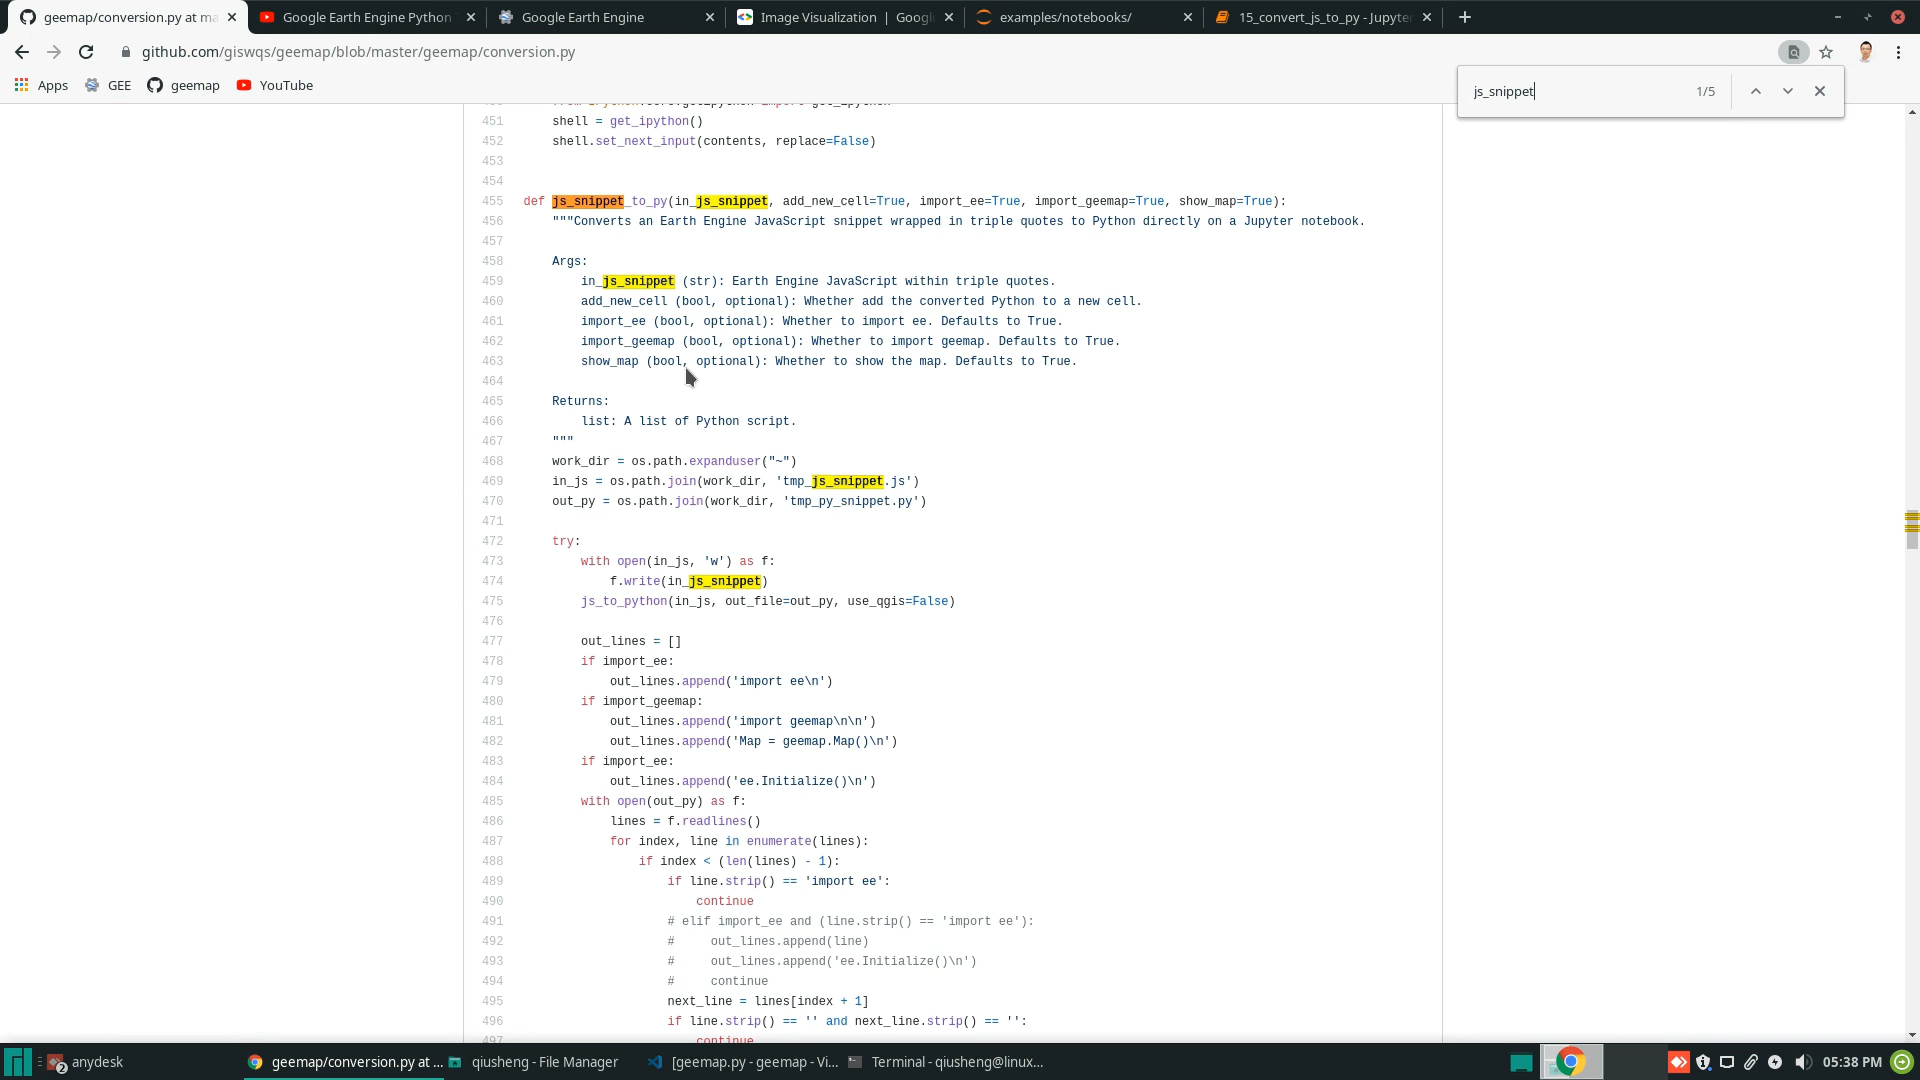 geemap/conversion.py at ma
Google Earth Engine Python
Google Earth Engine
Image Visualization | Googl
examples/notebooks/
15_convert_js_to_py - Jupyter
github.com/giswqs/geemap/blob/master/geemap/conversion.py
Apps
GEE
geemap
YouTube
js_snippet
1/5
451 shell = get_ipython()
452 shell.set_next_input(contents, replace=False)
453
454
455 def js_snippet_to_py(in_js_snippet, add_new_cell=True, import_ee=True, import_geemap=True, show_map=True):
456 """Converts an Earth Engine JavaScript snippet wrapped in triple quotes to Python directly on a Jupyter notebook.
457
458 Args:
459 in_js_snippet (str): Earth Engine JavaScript within triple quotes.
460 add_new_cell (bool, optional): Whether add the converted Python to a new cell.
461 import_ee (bool, optional): Whether to import ee. Defaults to True.
462 import_geemap (bool, optional): Whether to import geemap. Defaults to True.
463 show_map (bool, optional): Whether to show the map. Defaults to True.
464
465 Returns:
466 list: A list of Python script.
467 """
468 work_dir = os.path.expanduser("~")
469 in_js = os.path.join(work_dir, 'tmp_js_snippet.js')
470 out_py = os.path.join(work_dir, 'tmp_py_snippet.py')
471
472 try:
473 with open(in_js, 'w') as f:
474 f.write(in_js_snippet)
475 js_to_python(in_js, out_file=out_py, use_qgis=False)
476
477 out_lines = []
478 if import_ee:
479 out_lines.append('import ee\n')
480 if import_geemap:
481 out_lines.append('import geemap\n\n')
482 out_lines.append('Map = geemap.Map()\n')
483 if import_ee:
484 out_lines.append('ee.Initialize()\n')
485 with open(out_py) as f:
486 lines = f.readlines()
487 for index, line in enumerate(lines):
488 if index < (len(lines) - 1):
489 if line.strip() == 'import ee':
490 continue
491 # elif import_ee and (line.strip() == 'import ee'):
492 # out_lines.append(line)
493 # out_lines.append('ee.Initialize()\n')
494 # continue
495 next_line = lines[index + 1]
496 if line.strip() == '' and next_line.strip() == '':
497 continue
2
anydesk
geemap/conversion.py at ...
qiusheng - File Manager
[geemap.py - geemap - Vi...
Terminal - qiusheng@linux...
05:38 PM